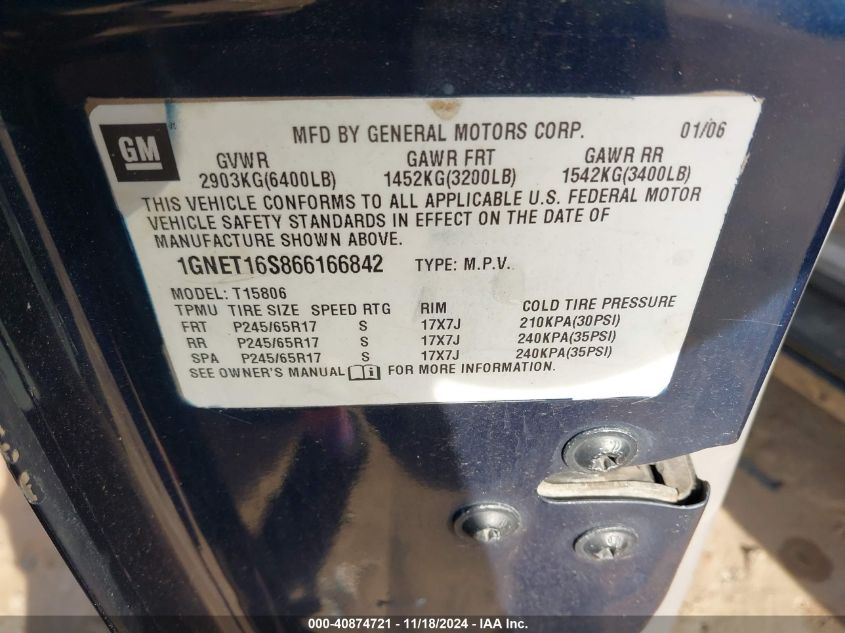 GM
MFD BY GENERAL MOTORS CORP. 01/06
GVWR GAWR FRT GAWR RR
2903KG(6400LB) 1452KG(3200LB) 1542KG(3400LB)
THIS VEHICLE CONFORMS TO ALL APPLICABLE U.S. FEDERAL MOTOR
VEHICLE SAFETY STANDARDS IN EFFECT ON THE DATE OF
MANUFACTURE SHOWN ABOVE.
1GNET16S866166842 TYPE: M.P.V.
MODEL: T15806
TPMU TIRE SIZE SPEED RTG RIM COLD TIRE PRESSURE
FRT P245/65R17 S 17X7J 210KPA(30PSI)
RR P245/65R17 S 17X7J 240KPA(35PSI)
SPA P245/65R17 S 17X7J 240KPA(35PSI)
SEE OWNER'S MANUAL FOR MORE INFORMATION.
000-40874721 - 11/18/2024 - IAA Inc.